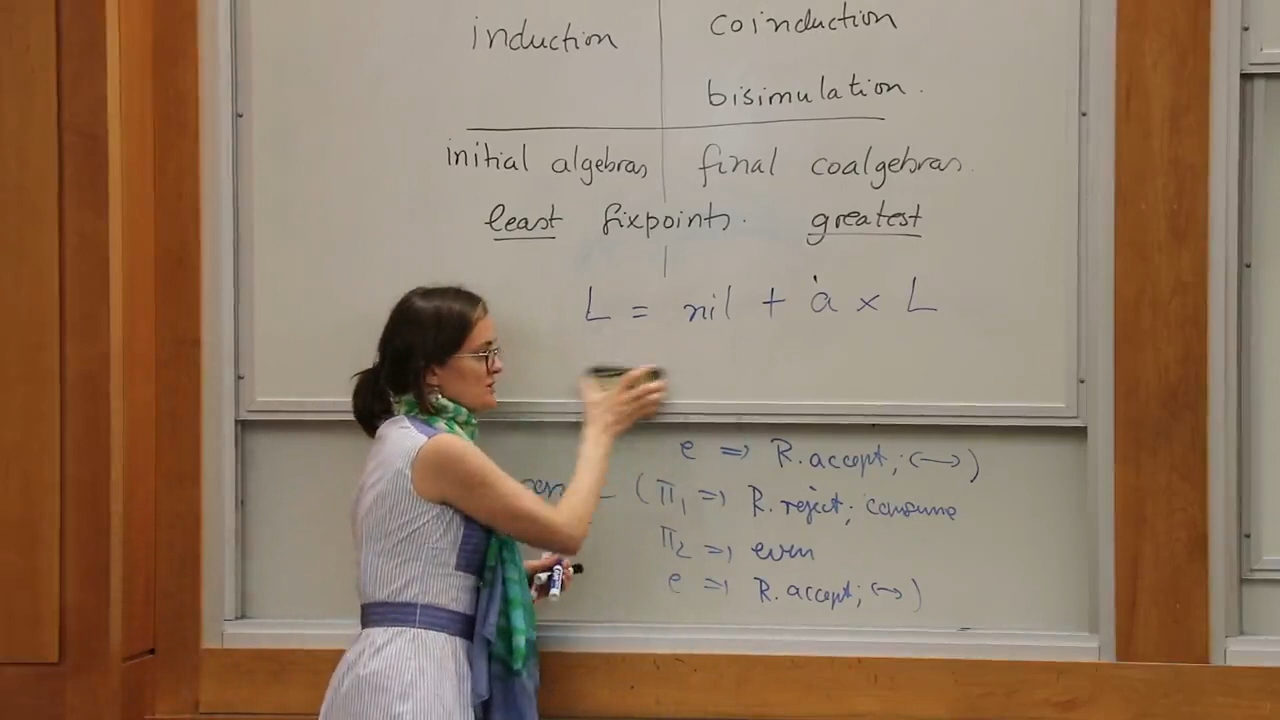 induction coinduction
bisimulation.
initial algebras final coalgebras.
least fixpoints. greatest
L = nil + a × L
e => R.accept; (↔)
(π₁ => R.reject; consume
π₂ => even
e => R.accept; (↔))